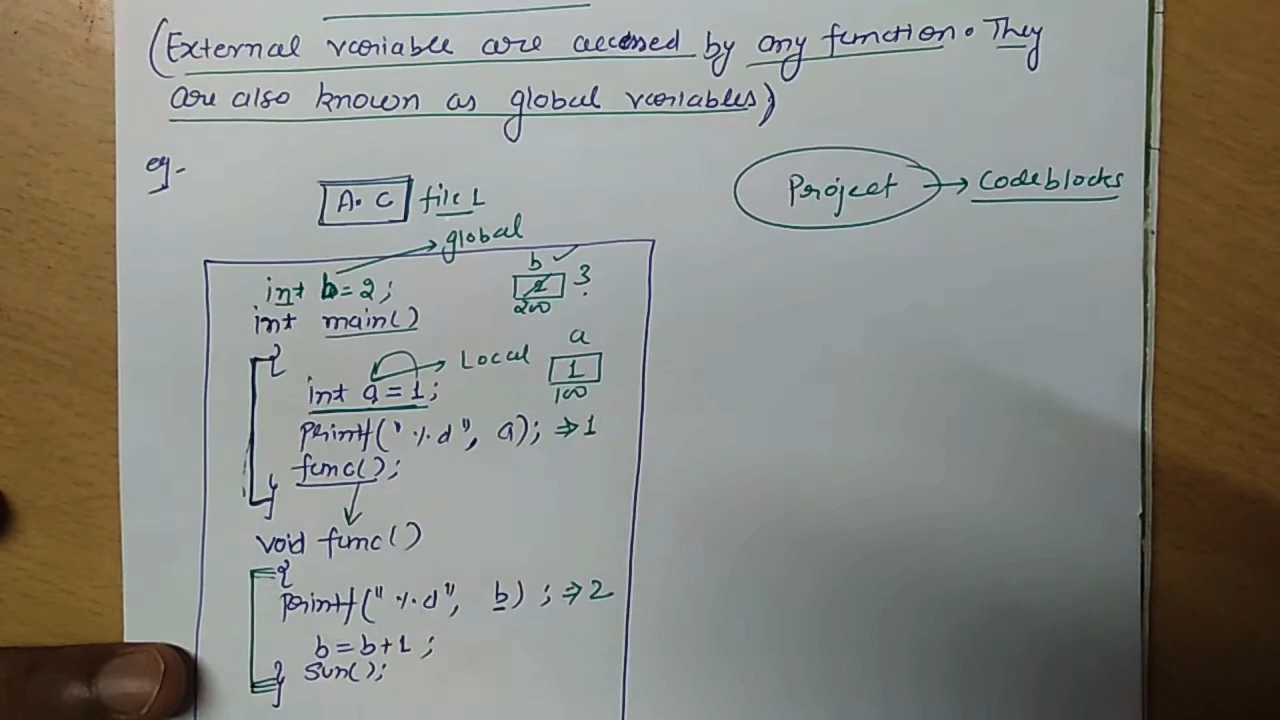 (External variable are accessed by any function. They
are also known as global variables)
eg-
A.C file 1
Project → Codeblocks
→ global
int b=2;
b ✓
2 3
200
int main()
{
→ Local
a
1
100
int a=1;
printf("%d", a); ⇒1
func();
}
void func()
{
printf("%d", b) ; ⇒2
b=b+1 ;
sun();
}